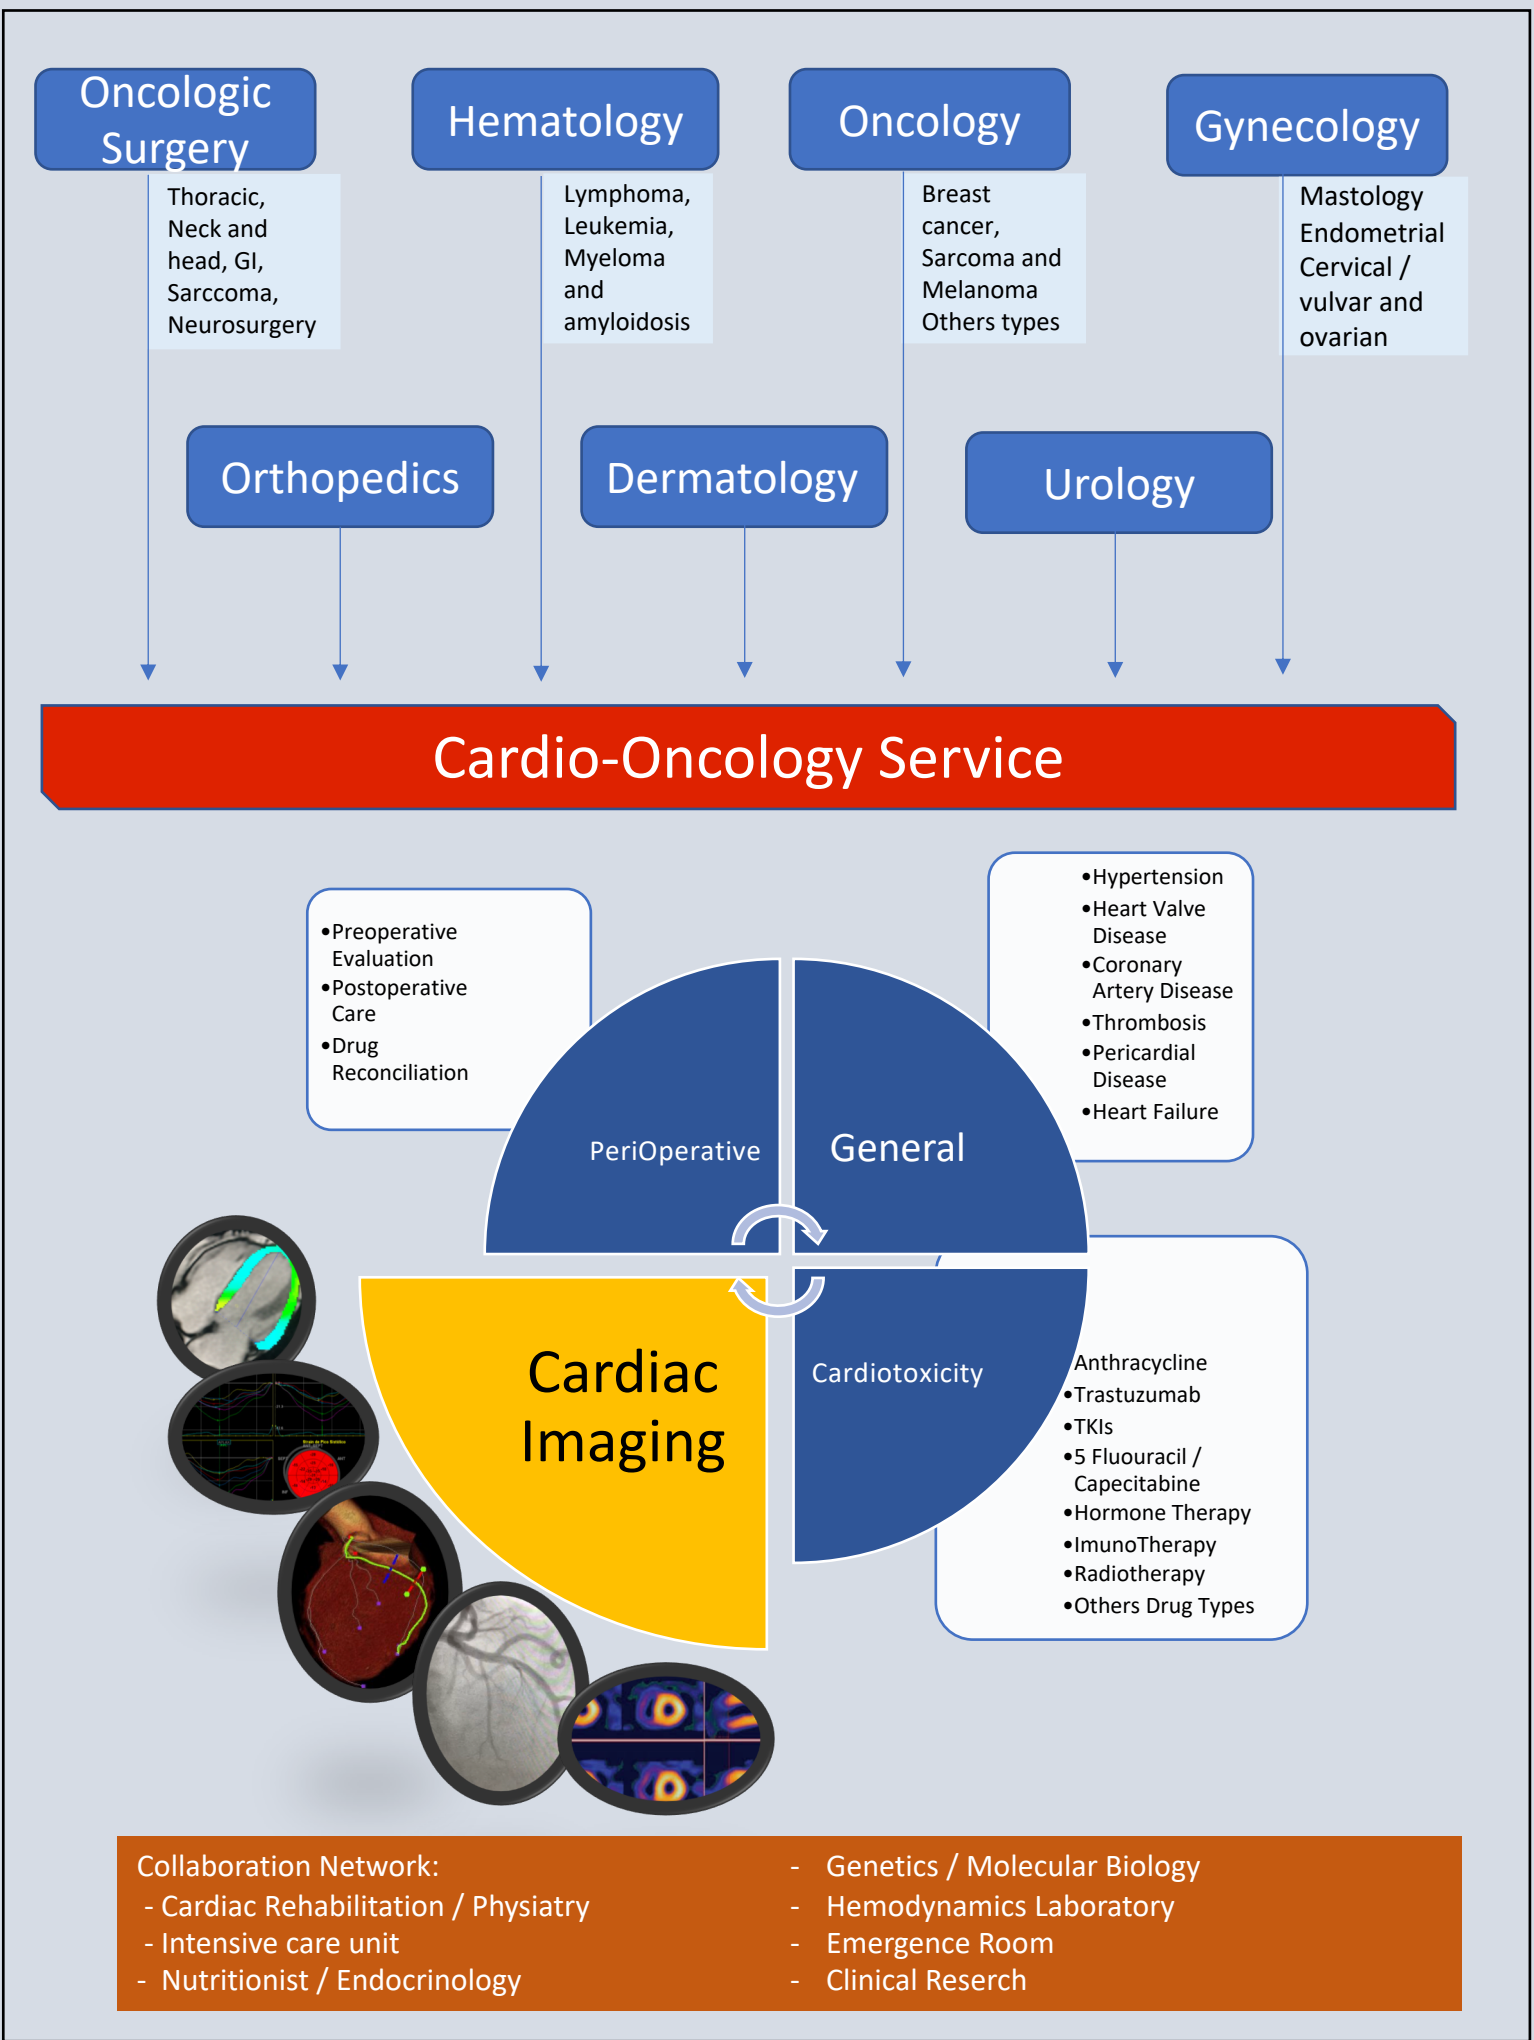 Oncologic
Surgery
Hematology
Oncology
Gynecology
Thoracic,
Neck and
head, GI,
Sarccoma,
Neurosurgery
Lymphoma,
Leukemia,
Myeloma
and
amyloidosis
Breast
cancer,
Sarcoma and
Melanoma
Others types
Mastology
Endometrial
Cervical /
vulvar and
ovarian
Orthopedics
Dermatology
Urology
Cardio-Oncology Service
•Preoperative
Evaluation
•Postoperative
Care
•Drug
Reconciliation
•Hypertension
•Heart Valve
Disease
•Coronary
Artery Disease
•Thrombosis
•Pericardial
Disease
•Heart Failure
PeriOperative
General
Cardiac
Imaging
Cardiotoxicity
Anthracycline
•Trastuzumab
•TKIs
•5 Fluouracil /
Capecitabine
•Hormone Therapy
•ImunoTherapy
•Radiotherapy
•Others Drug Types
Collaboration Network:
- Cardiac Rehabilitation / Physiatry
- Intensive care unit
- Nutritionist / Endocrinology
- Genetics / Molecular Biology
- Hemodynamics Laboratory
- Emergence Room
- Clinical Reserch